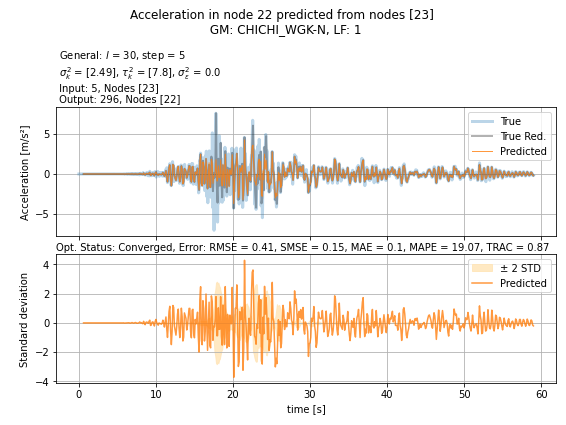 Acceleration in node 22 predicted from nodes [23]
GM: CHICHI_WGK-N, LF: 1
General: l = 30, step = 5
σ²ₖ = [2.49], τ²ₖ = [7.8], σ²ε = 0.0
Input: 5, Nodes [23]
Output: 296, Nodes [22]
Acceleration [m/s²]
5
0
−5
True
True Red.
Predicted
Opt. Status: Converged, Error: RMSE = 0.41, SMSE = 0.15, MAE = 0.1, MAPE = 19.07, TRAC = 0.87
Standard deviation
4
2
0
−2
−4
± 2 STD
Predicted
0 10 20 30 40 50 60
time [s]